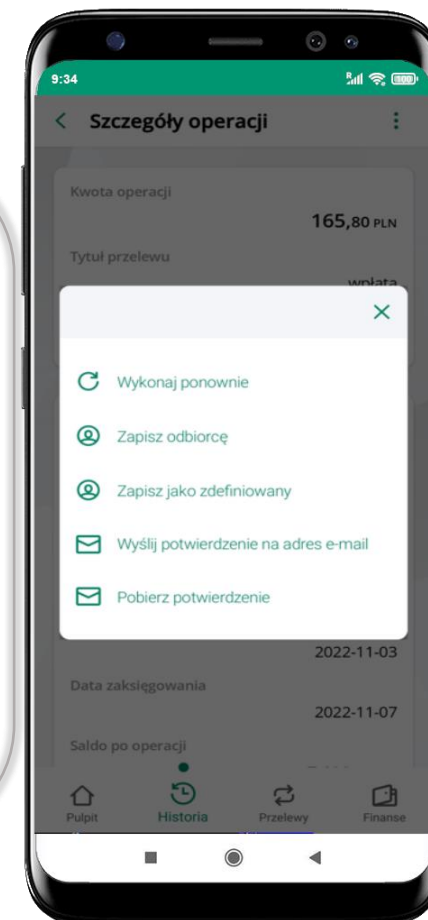 9:34
100
Szczegóły operacji
Kwota operacji
165,80 PLN
Tytuł przelewu
wpłata
Wykonaj ponownie
Zapisz odbiorcę
Zapisz jako zdefiniowany
Wyślij potwierdzenie na adres e-mail
Pobierz potwierdzenie
2022-11-03
Data zaksięgowania
2022-11-07
Saldo po operacji
Pulpit
Historia
Przelewy
Finanse